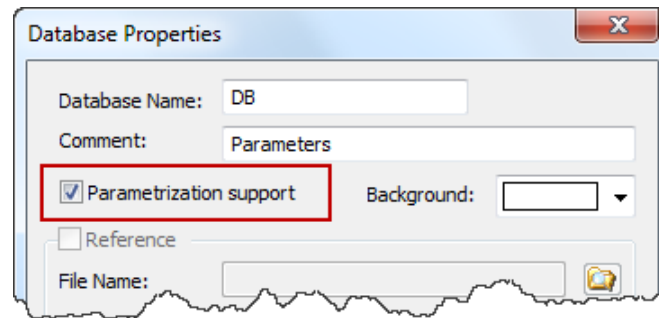 Database Properties
Database Name: DB
Comment: Parameters
Parametrization support Background:
Reference
File Name: